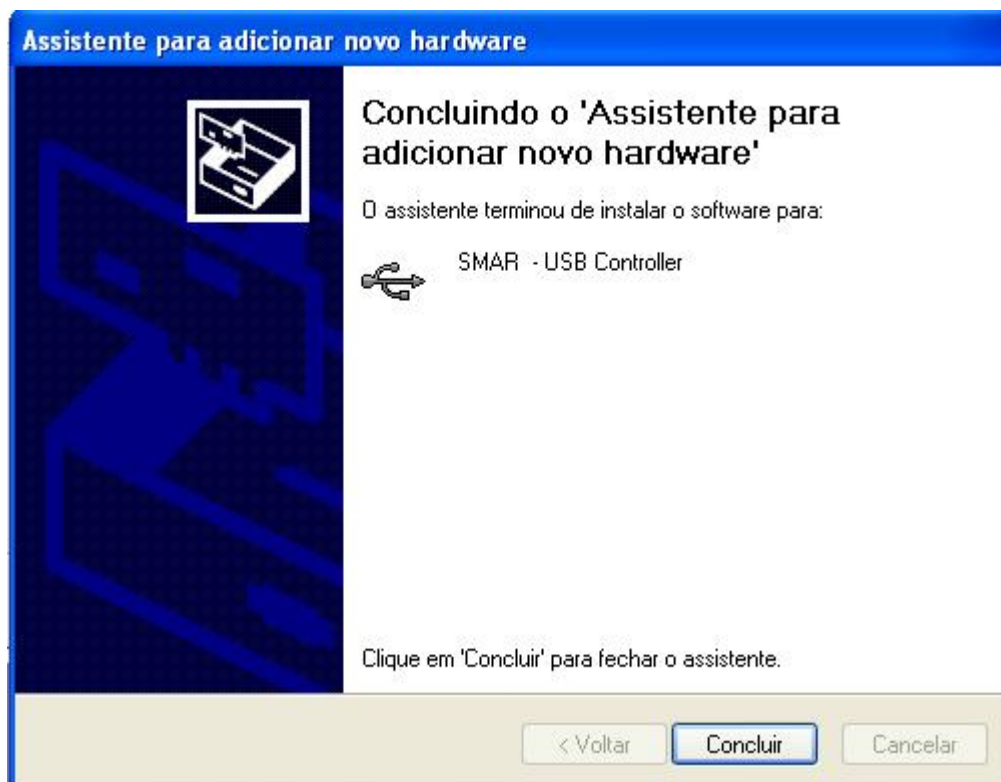 Assistente para adicionar novo hardware
Concluindo o 'Assistente para
adicionar novo hardware'
O assistente terminou de instalar o software para:
SMAR - USB Controller
Clique em 'Concluir' para fechar o assistente.
< Voltar
Concluir
Cancelar